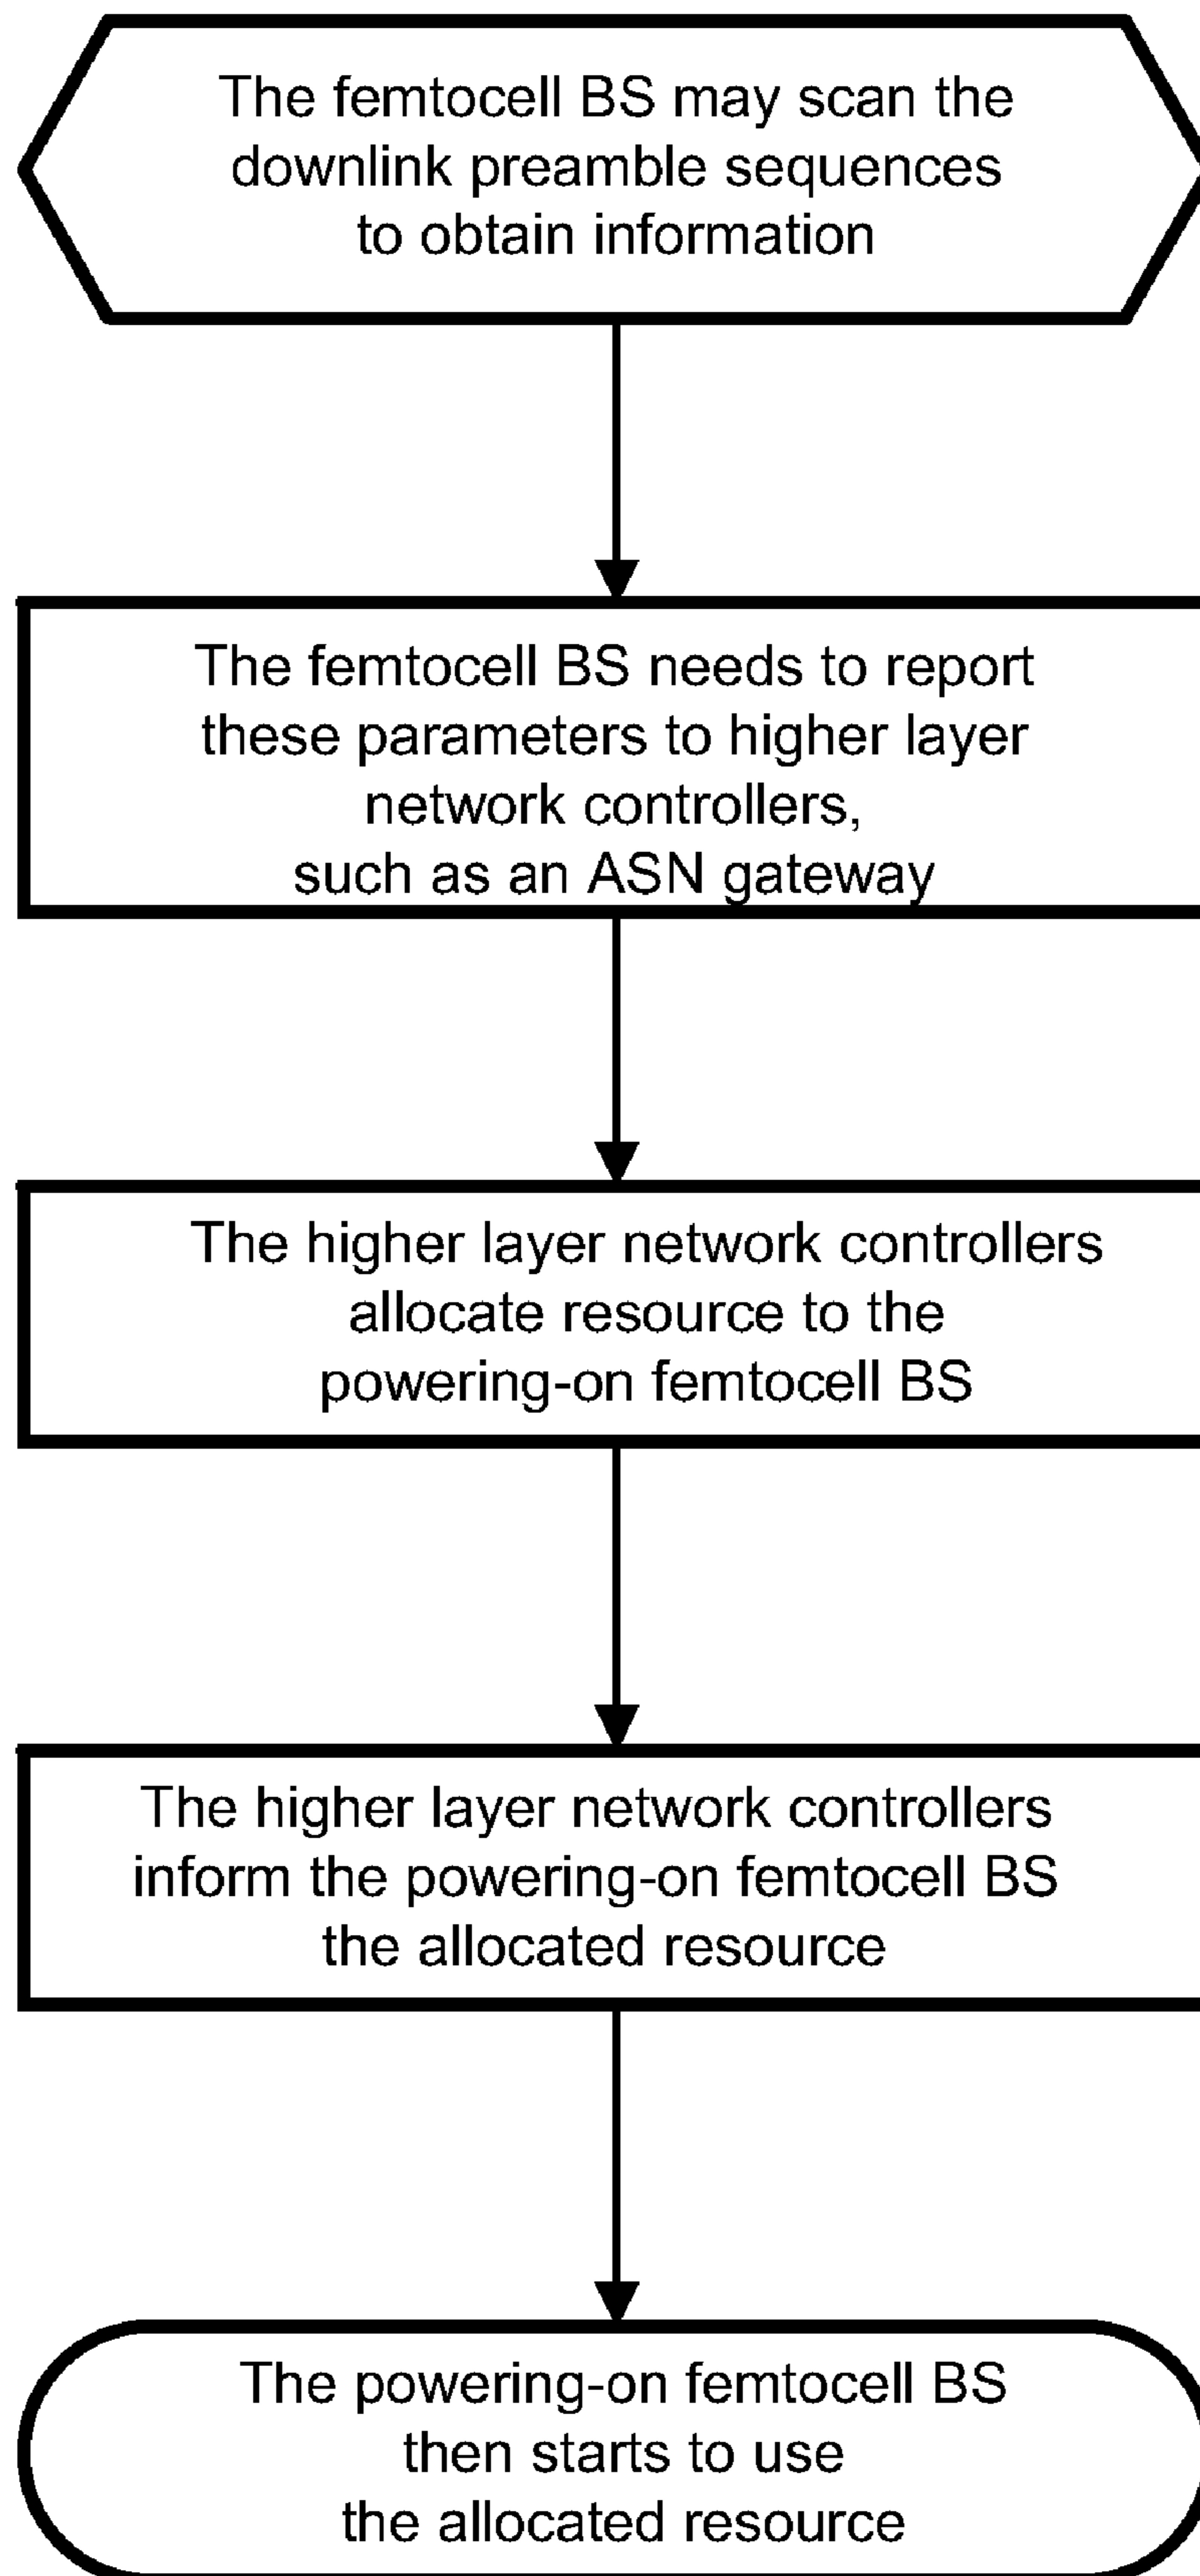 The femtocell BS may scan the
downlink preamble sequences
to obtain information
The femtocell BS needs to report
these parameters to higher layer
network controllers,
such as an ASN gateway
The higher layer network controllers
allocate resource to the
powering-on femtocell BS
The higher layer network controllers
inform the powering-on femtocell BS
the allocated resource
The powering-on femtocell BS
then starts to use
the allocated resource